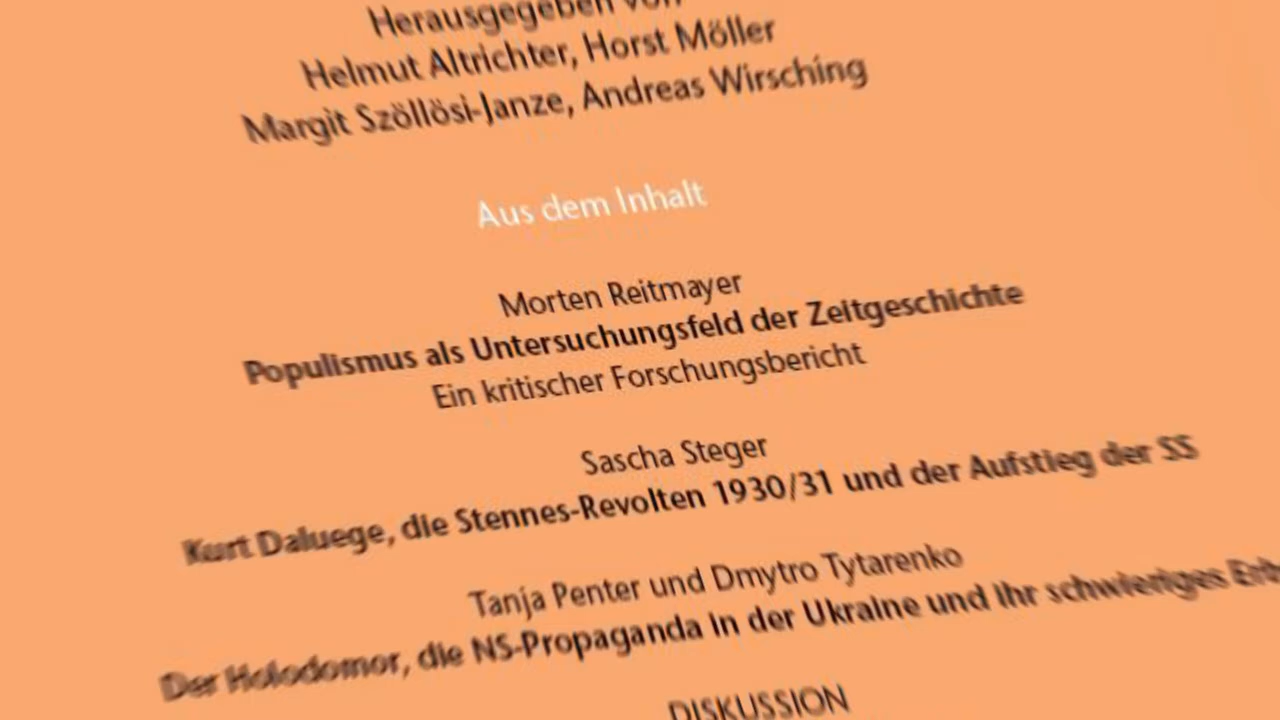 Herausgegeben von
Helmut Altrichter, Horst Möller
Margit Szöllösi-Janze, Andreas Wirsching
Aus dem Inhalt
Morten Reitmayer
Populismus als Untersuchungsfeld der Zeitgeschichte
Ein kritischer Forschungsbericht
Sascha Steger
Kurt Daluege, die Stennes-Revolten 1930/31 und der Aufstieg der SS
Tanja Penter und Dmytro Tytarenko
Der Holodomor, die NS-Propaganda in der Ukraine und ihr schwieriges
DISKUSSION